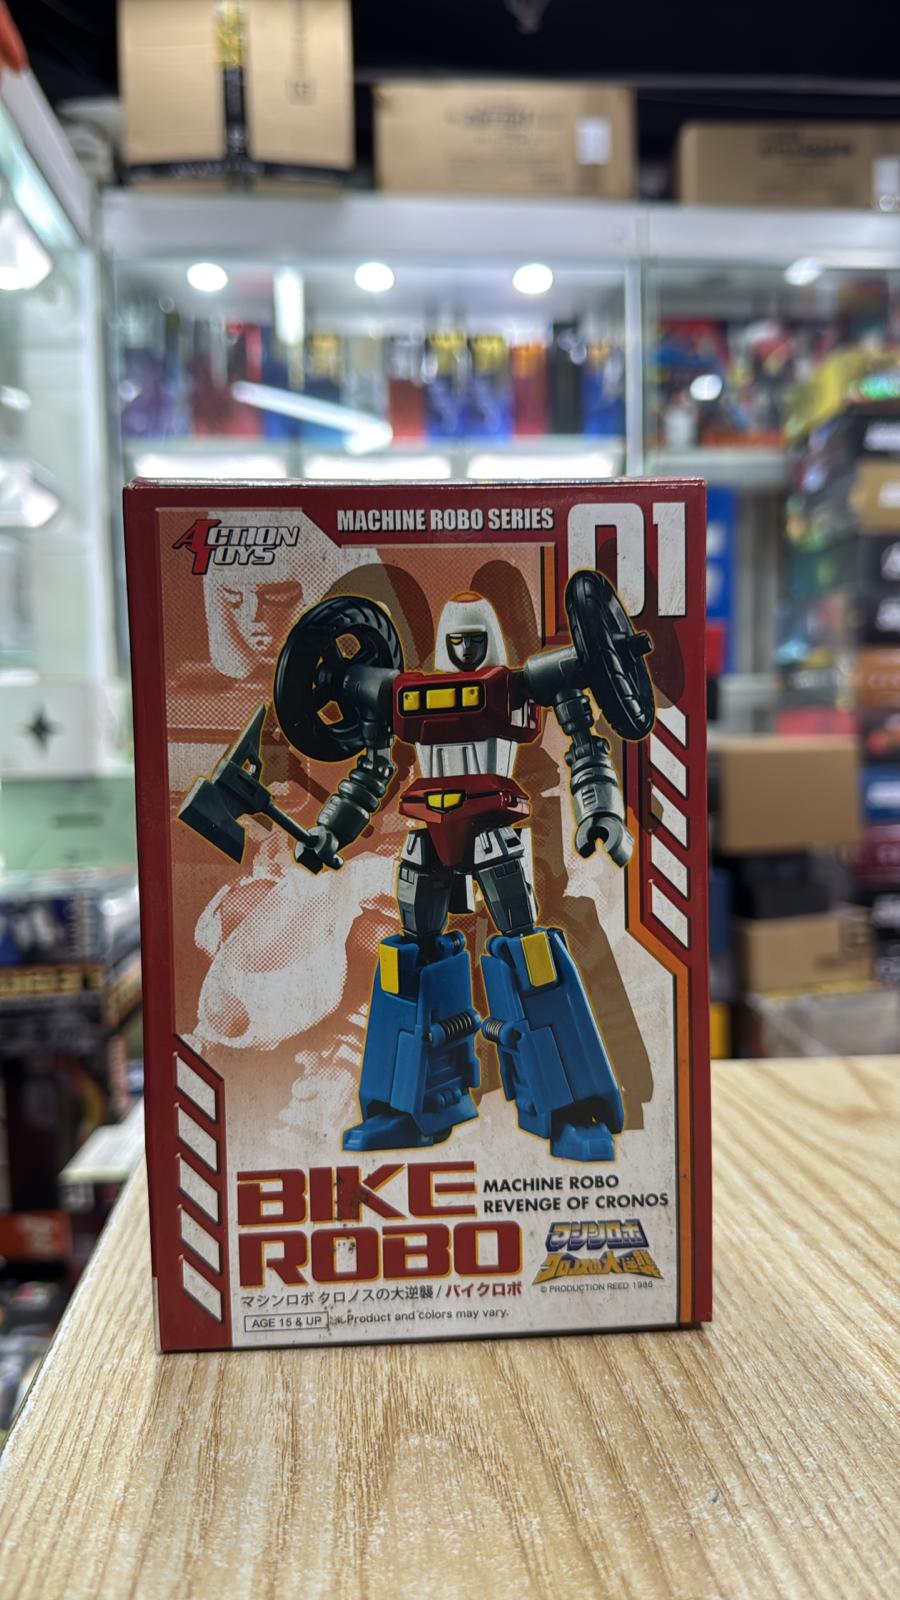 ACTION TOYS
MACHINE ROBO SERIES
01
BIKE ROBO
MACHINE ROBO
REVENGE OF CRONOS
マシンロボ
クロノスの大逆襲
© PRODUCTION REED 1986
マシンロボ クロノスの大逆襲/バイクロボ
AGE 15 & UP
※Product and colors may vary.